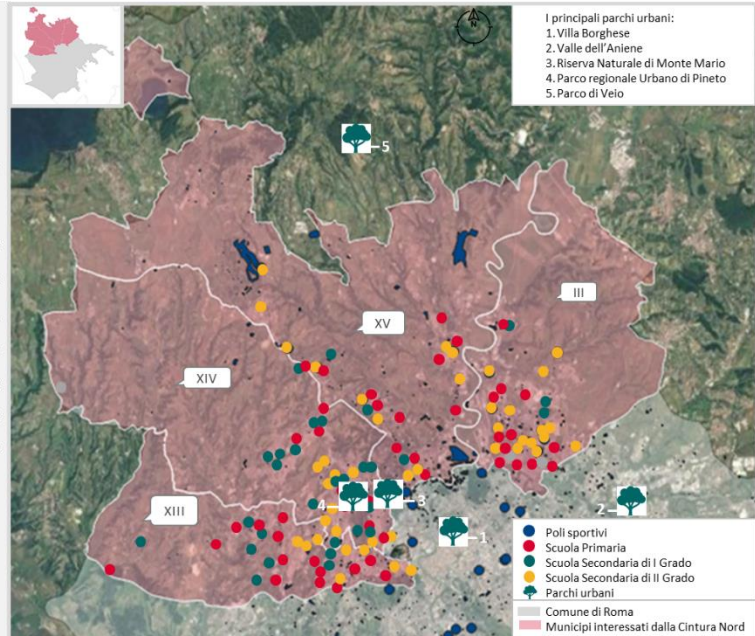 N
I principali parchi urbani:
1. Villa Borghese
2. Valle dell'Aniene
3. Riserva Naturale di Monte Mario
4. Parco regionale Urbano di Pineto
5. Parco di Veio
5
III
XV
XIV
XIII
4
3
2
1
Poli sportivi
Scuola Primaria
Scuola Secondaria di I Grado
Scuola Secondaria di II Grado
Parchi urbani
Comune di Roma
Municipi interessati dalla Cintura Nord